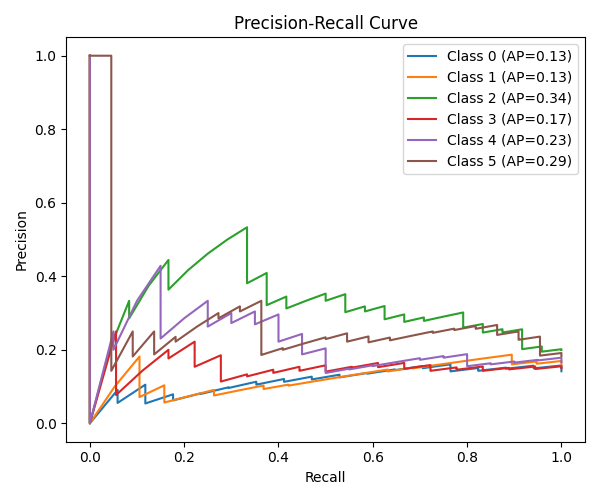 Precision-Recall Curve
Class 0 (AP=0.13)
Class 1 (AP=0.13)
Class 2 (AP=0.34)
Class 3 (AP=0.17)
Class 4 (AP=0.23)
Class 5 (AP=0.29)
Precision
1.0
0.8
0.6
0.4
0.2
0.0
0.0 0.2 0.4 0.6 0.8 1.0
Recall